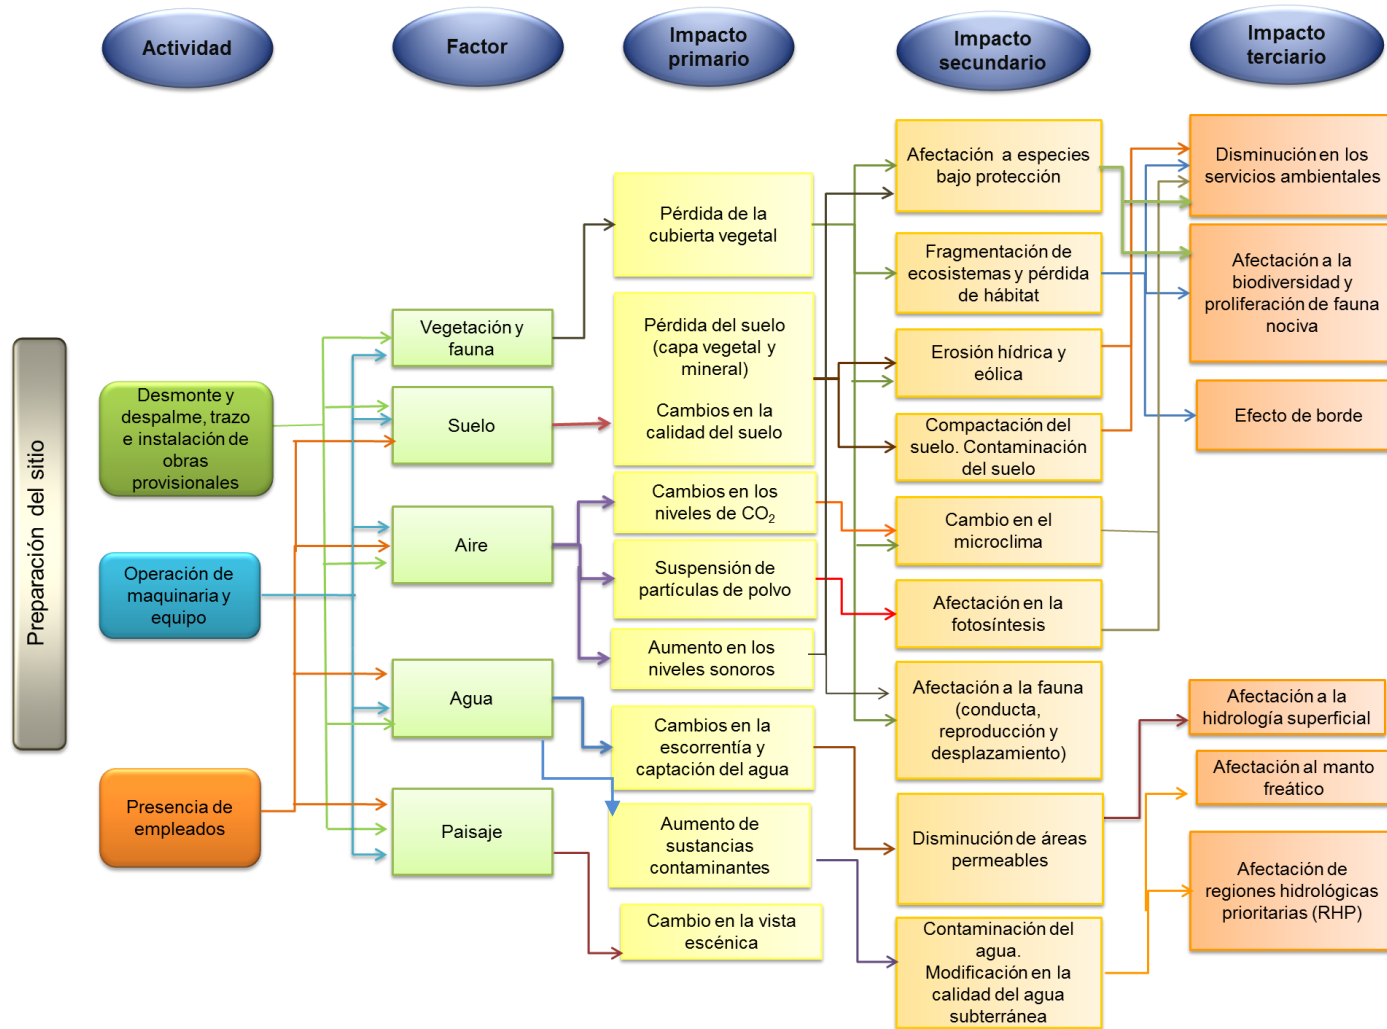 Actividad
Factor
Impacto
primario
Impacto
secundario
Impacto
terciario
Preparación del sitio
Desmonte y
despalme, trazo
e instalación de
obras
provisionales
Operación de
maquinaria y
equipo
Presencia de
empleados
Vegetación y
fauna
Suelo
Aire
Agua
Paisaje
Pérdida de la
cubierta vegetal
Pérdida del suelo
(capa vegetal y
mineral)
Cambios en la
calidad del suelo
Cambios en los
niveles de CO₂
Suspensión de
partículas de polvo
Aumento en los
niveles sonoros
Cambios en la
escorrentía y
captación del agua
Aumento de
sustancias
contaminantes
Cambio en la vista
escénica
Afectación a especies
bajo protección
Fragmentación de
ecosistemas y pérdida
de hábitat
Erosión hídrica y
eólica
Compactación del
suelo. Contaminación
del suelo
Cambio en el
microclima
Afectación en la
fotosíntesis
Afectación a la fauna
(conducta,
reproducción y
desplazamiento)
Disminución de áreas
permeables
Contaminación del
agua.
Modificación en la
calidad del agua
subterránea
Disminución en los
servicios ambientales
Afectación a la
biodiversidad y
proliferación de fauna
nociva
Efecto de borde
Afectación a la
hidrología superficial
Afectación al manto
freático
Afectación de
regiones hidrológicas
prioritarias (RHP)